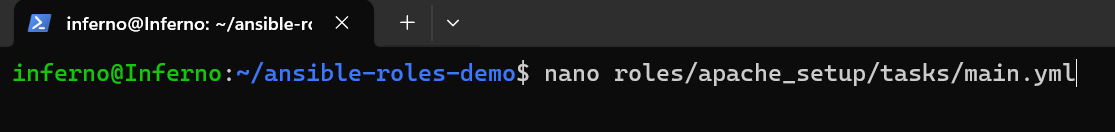 inferno@Inferno: ~/ansible-ro
inferno@Inferno:~/ansible-roles-demo$ nano roles/apache_setup/tasks/main.yml